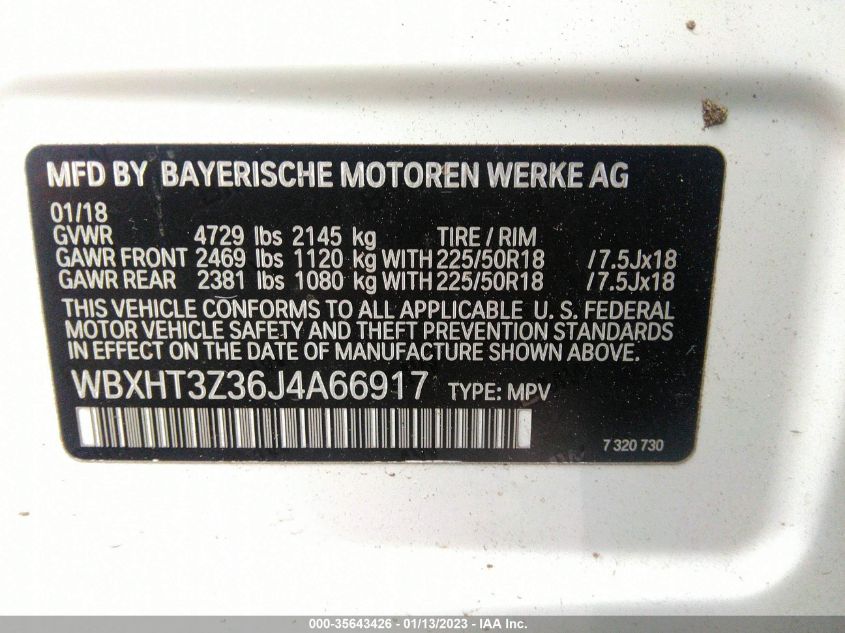 MFD BY BAYERISCHE MOTOREN WERKE AG
01/18
GVWR 4729 lbs 2145 kg TIRE / RIM
GAWR FRONT 2469 lbs 1120 kg WITH 225/50R18 /7.5Jx18
GAWR REAR 2381 lbs 1080 kg WITH 225/50R18 /7.5Jx18
THIS VEHICLE CONFORMS TO ALL APPLICABLE U. S. FEDERAL
MOTOR VEHICLE SAFETY AND THEFT PREVENTION STANDARDS
IN EFFECT ON THE DATE OF MANUFACTURE SHOWN ABOVE.
WBXHT3Z36J4A66917 TYPE: MPV
7 320 730
000-35643426 - 01/13/2023 - IAA Inc.